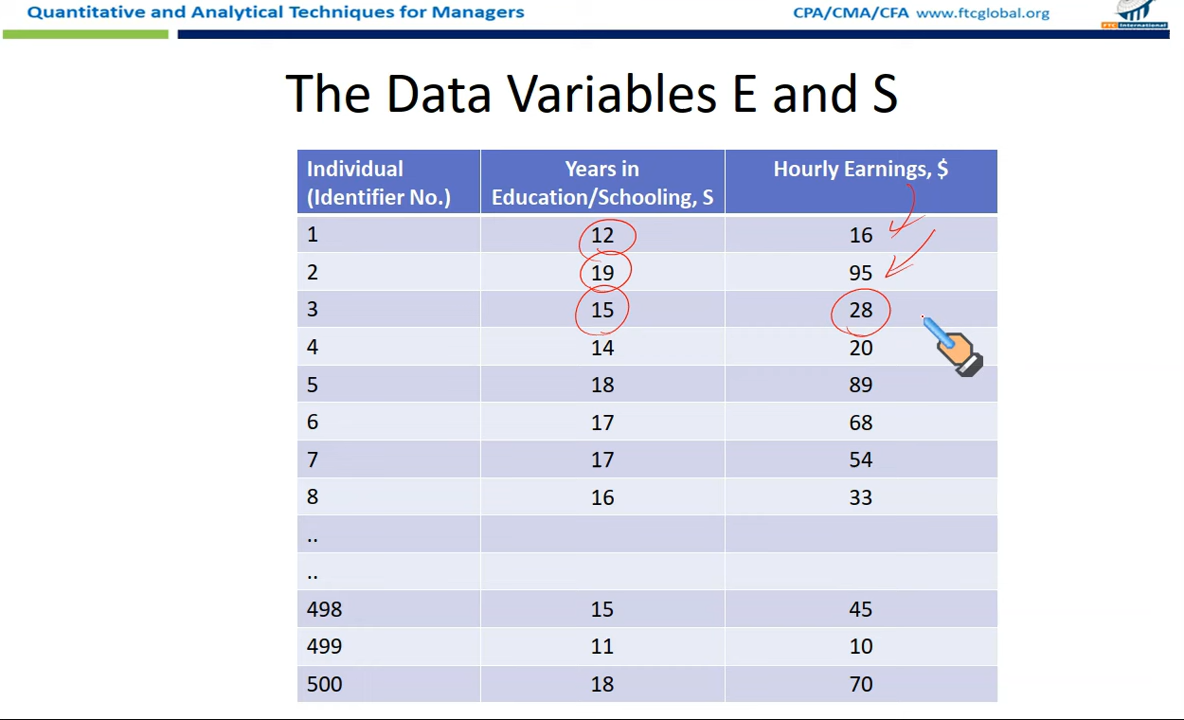 Quantitative and Analytical Techniques for Managers CPA/CMA/CFA www.ftcglobal.org
FTC International
The Data Variables E and S
Individual (Identifier No.) Years in Education/Schooling, S Hourly Earnings, $
1 12 16
2 19 95
3 15 28
4 14 20
5 18 89
6 17 68
7 17 54
8 16 33
..
..
498 15 45
499 11 10
500 18 70